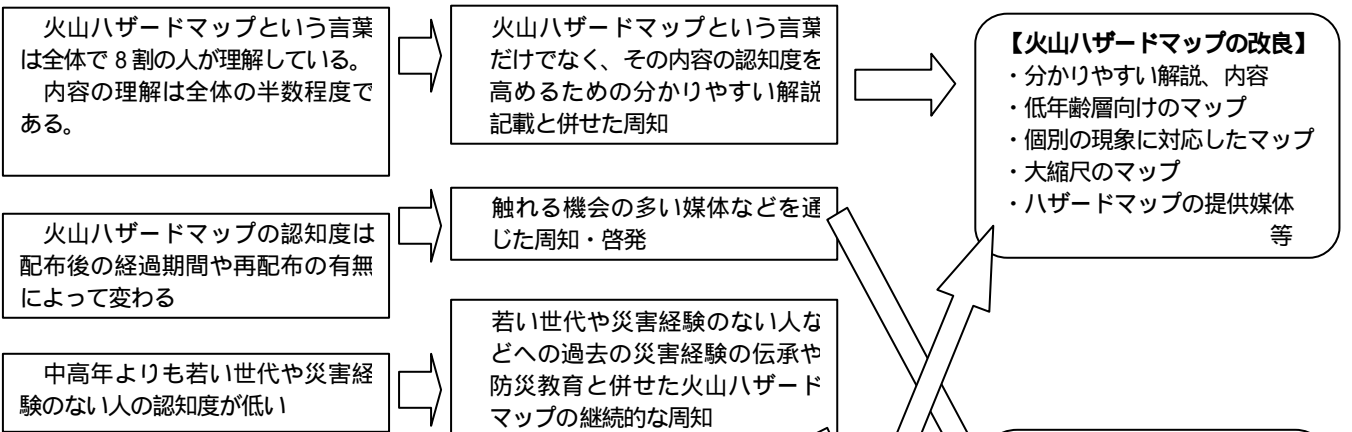 火山ハザードマップという言葉
は全体で8割の人が理解している。
内容の理解は全体の半数程度で
ある。
火山ハザードマップという言葉
だけでなく、その内容の認知度を
高めるための分かりやすい解説
記載と併せた周知
【火山ハザードマップの改良】
・分かりやすい解説、内容
・低年齢層向けのマップ
・個別の現象に対応したマップ
・大縮尺のマップ
・ハザードマップの提供媒体
等
火山ハザードマップの認知度は
配布後の経過期間や再配布の有無
によって変わる
触れる機会の多い媒体などを通
じた周知・啓発
中高年よりも若い世代や災害経
験のない人の認知度が低い
若い世代や災害経験のない人な
どへの過去の災害経験の伝承や
防災教育と併せた火山ハザード
マップの継続的な周知